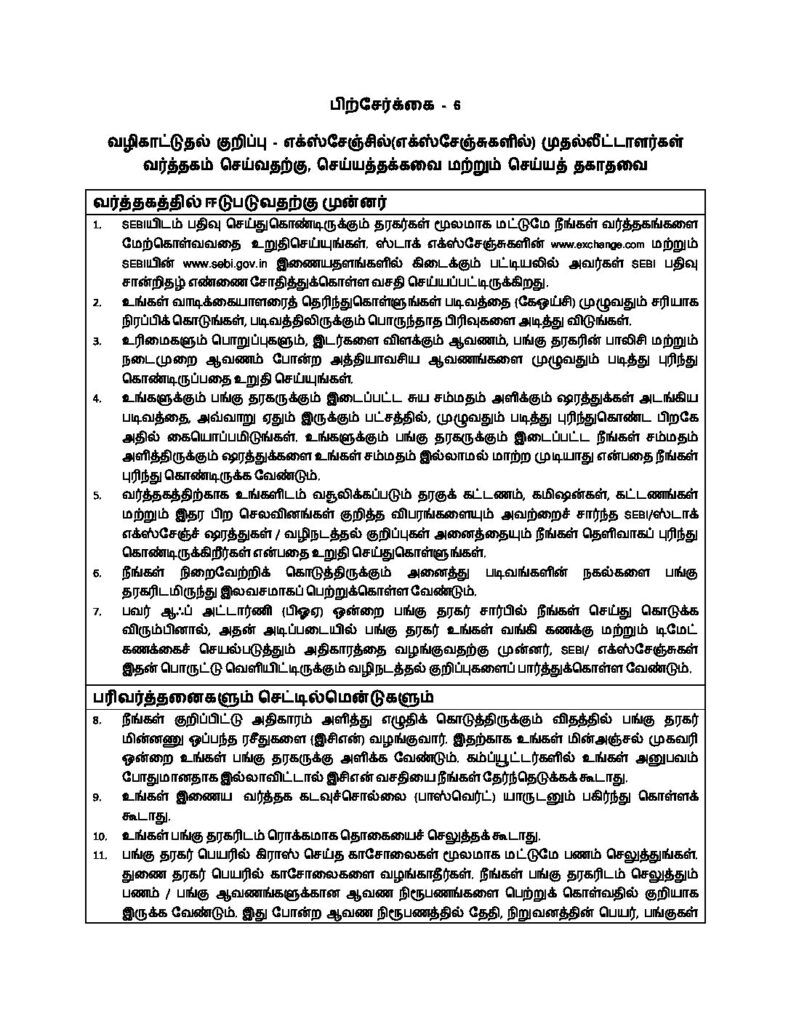 பிற்சேர்க்கை - 6
வழிகாட்டுதல் குறிப்பு - எக்ஸ்சேஞ்சில்(எக்ஸ்சேஞ்சுகளில்) முதல்லீட்டாளர்கள்
வர்த்தகம் செய்வதற்கு, செய்யத்தக்கவை மற்றும் செய்யத் தகாதவை
வர்த்தகத்தில் ஈடுபடுவதற்கு முன்னர்
1. SEBIயிடம் பதிவு செய்துகொண்டிருக்கும் தரகர்கள் மூலமாக மட்டுமே நீங்கள் வர்த்தகங்களை
மேற்கொள்வவதை உறுதிசெய்யுங்கள். ஸ்டாக் எக்ஸ்சேஞ்சுகளின் www.exchange.com மற்றும்
SEBIயின் www.sebi.gov.in இணையதளங்களில் கிடைக்கும் பட்டியலில் அவர்கள் SEBI பதிவு
சான்றிதழ் எண்ணை சோதித்துக்கொள்ள வசதி செய்யப்பட்டிருக்கிறது.
2. உங்கள் வாடிக்கையாளரைத் தெரிந்துகொள்ளுங்கள் படிவத்தை (கேஒய்சி) முழுவதும் சரியாக
நிரப்பிக் கொடுங்கள், படிவத்திலிருக்கும் பொருந்தாத பிரிவுகளை அடித்து விடுங்கள்.
3. உரிமைகளும் பொறுப்புகளும், இடர்களை விளக்கும் ஆவணம், பங்கு தரகரின் பாலிசி மற்றும்
நடைமுறை ஆவணம் போன்ற அத்தியாவசிய ஆவணங்களை முழுவதும் படித்து புரிந்து
கொண்டிருப்பதை உறுதி செய்யுங்கள்.
4. உங்களுக்கும் பங்கு தரகருக்கும் இடைப்பட்ட சுய சம்மதம் அளிக்கும் ஷரத்துக்கள் அடங்கிய
படிவத்தை, அவ்வாறு ஏதும் இருக்கும் பட்சத்தில், முழுவதும் படித்து புரிந்துகொண்ட பிறகே
அதில் கையொப்பமிடுங்கள். உங்களுக்கும் பங்கு தரகருக்கும் இடைப்பட்ட நீங்கள் சம்மதம்
அளித்திருக்கும் ஷரத்துக்களை உங்கள் சம்மதம் இல்லாமல் மாற்ற முடியாது என்பதை நீங்கள்
புரிந்து கொண்டிருக்க வேண்டும்.
5. வர்த்தகத்திற்காக உங்களிடம் வசூலிக்கப்படும் தரகுக் கட்டணம், கமிஷன்கள், கட்டணங்கள்
மற்றும் இதர பிற செலவினங்கள் குறித்த விபரங்களையும் அவற்றைச் சார்ந்த SEBI/ஸ்டாக்
எக்ஸ்சேஞ்ச் ஷரத்துகள் / வழிநடத்தல் குறிப்புகள் அனைத்தையும் நீங்கள் தெளிவாகப் புரிந்து
கொண்டிருக்கிறீர்கள் என்பதை உறுதி செய்துகொள்ளுங்கள்.
6. நீங்கள் நிறைவேற்றிக் கொடுத்திருக்கும் அனைத்து படிவங்களின் நகல்களை பங்கு
தரகரிடமிருந்து இலவசமாகப் பெற்றுக்கொள்ள வேண்டும்.
7. பவர் ஆஃப் அட்டார்ணி (பிஓஏ) ஒன்றை பங்கு தரகர் சார்பில் நீங்கள் செய்து கொடுக்க
விரும்பினால், அதன் அடிப்படையில் பங்கு தரகர் உங்கள் வங்கி கணக்கு மற்றும் டிமேட்
கணக்கைச் செயல்படுத்தும் அதிகாரத்தை வழங்குவதற்கு முன்னர், SEBI/ எக்ஸ்சேஞ்சுகள்
இதன் பொருட்டு வெளியிட்டிருக்கும் வழிநடத்தல் குறிப்புகளைப் பார்த்துக்கொள்ள வேண்டும்.
பரிவர்த்தனைகளும் செட்டில்மென்டுகளும்
8. நீங்கள் குறிப்பிட்டு அதிகாரம் அளித்து எழுதிக் கொடுத்திருக்கும் விதத்தில் பங்கு தரகர்
மின்னணு ஒப்பந்த ரசீதுகளை (இசிஎன்) வழங்குவார். இதற்காக உங்கள் மின்அஞ்சல் முகவரி
ஒன்றை உங்கள் பங்கு தரகருக்கு அளிக்க வேண்டும். கம்ப்யூட்டர்களில் உங்கள் அனுபவம்
போதுமானதாக இல்லாவிட்டால் இசிஎன் வசதியை நீங்கள் தேர்ந்தெடுக்கக் கூடாது.
9. உங்கள் இணைய வர்த்தக கடவுச்சொல்லை (பாஸ்வெர்ட்) யாருடனும் பகிர்ந்து கொள்ளக்
கூடாது.
10. உங்கள் பங்கு தரகரிடம் ரொக்கமாக தொகையைச் செலுத்தக் கூடாது.
11. பங்கு தரகர் பெயரில் கிராஸ் செய்த காசோலைகள் மூலமாக மட்டுமே பணம் செலுத்துங்கள்.
துணை தரகர் பெயரில் காசோலைகளை வழங்காதீர்கள். நீங்கள் பங்கு தரகரிடம் செலுத்தும்
பணம் / பங்கு ஆவணங்களுக்கான ஆவண நிரூபணங்களை பெற்றுக் கொள்வதில் குறியாக
இருக்க வேண்டும். இது போன்ற ஆவண நிரூபணத்தில் தேதி, நிறுவனத்தின் பெயர், பங்குகள்